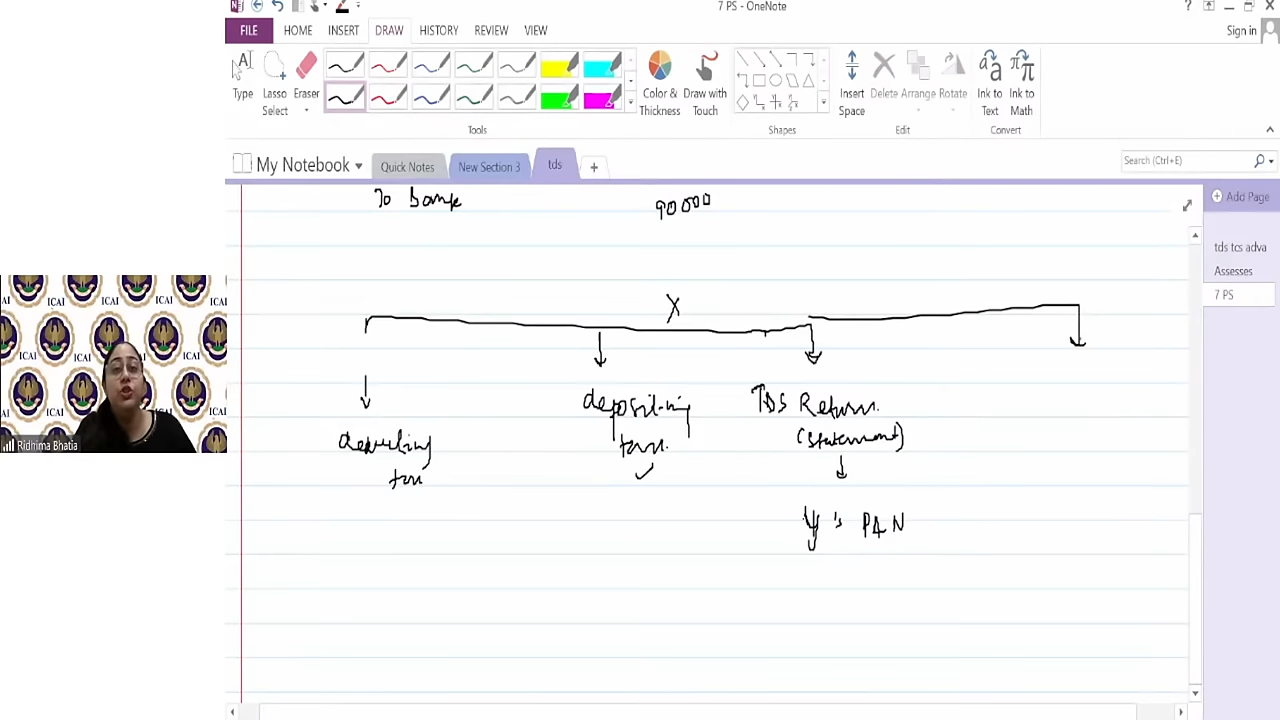 7 PS - OneNote
?
FILE HOME INSERT DRAW HISTORY REVIEW VIEW
Sign in
Type
Lasso Select
Eraser
Color & Thickness
Draw with Touch
Insert Space
Delete
Arrange
Rotate
Ink to Text
Ink to Math
Tools
Shapes
Edit
Convert
My Notebook Quick Notes New Section 3 tds +
Search (Ctrl+E)
Add Page
tds tcs adva
Assesses
7 PS
To Bank 90000
X
deducting
tax
depositing
tax
TDS Return
(statement)
y's PAN
ICAI
ICAI
ICAI
Ridhima Bhatia